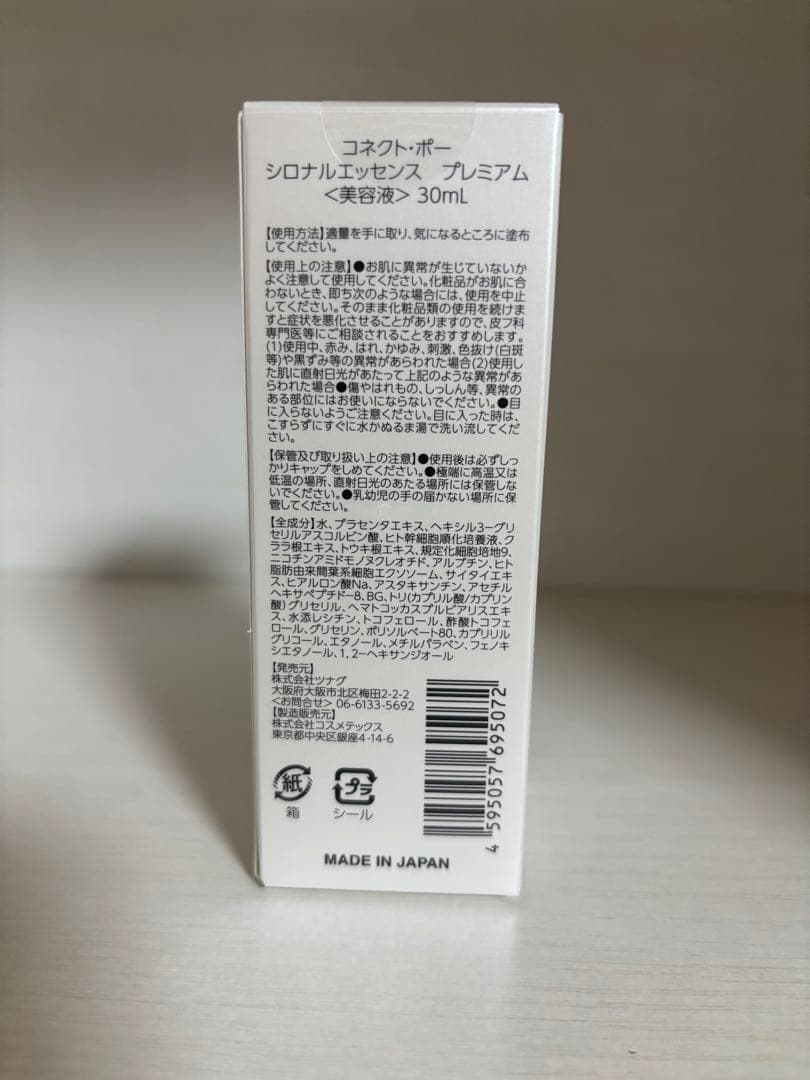 コネクト・ポー
シロナルエッセンス　プレミアム
＜美容液＞ 30mL
【使用方法】適量を手に取り、気になるところに塗布
してください。
【使用上の注意】●お肌に異常が生じていないか
よく注意して使用してください。化粧品がお肌に合
わないとき、即ち次のような場合には、使用を中止
してください。そのまま化粧品類の使用を続けま
すと症状を悪化させることがありますので、皮フ科
専門医等にご相談されることをおすすめします。
(1)使用中、赤み、はれ、かゆみ、刺激、色抜け(白斑
等)や黒ずみ等の異常があらわれた場合(2)使用し
た肌に直射日光があたって上記のような異常があ
らわれた場合●傷やはれもの、しっしん等、異常の
ある部位にはお使いにならないでください。●目
に入らないようご注意ください。目に入った時は、
こすらずにすぐに水かぬるま湯で洗い流してくだ
さい。
【保管及び取り扱い上の注意】●使用後は必ずしっ
かりキャップをしめてください。●極端に高温又は
低温の場所、直射日光のあたる場所には保管しな
いでください。●乳幼児の手の届かない場所に保
管してください。
【全成分】水、プラセンタエキス、ヘキシル3-グリ
セリルアスコルビン酸、ヒト幹細胞順化培養液、ク
ララ根エキス、トウキ根エキス、規定化細胞培地9、
ニコチンアミドモノヌクレオチド、アルブチン、ヒト
脂肪由来間葉系細胞エクソソーム、サイタイエキ
ス、ヒアルロン酸Na、アスタキサンチン、アセチル
ヘキサペプチド-8、BG、トリ(カプリル酸/カプリン
酸)グリセリル、ヘマトコッカスプルビアリスエキ
ス、水添レシチン、トコフェロール、酢酸トコフェ
ロール、グリセリン、ポリソルベート80、カプリリル
グリコール、エタノール、メチルパラベン、フェノキ
シエタノール、1,2-ヘキサンジオール
【発売元】
株式会社ツナグ
大阪府大阪市北区梅田2-2-2
＜お問合せ＞ 06-6133-5692
【製造販売元】
株式会社コスメテックス
東京都中央区銀座4-14-6
4 595057 695072
紙
箱
プラ
シール
MADE IN JAPAN